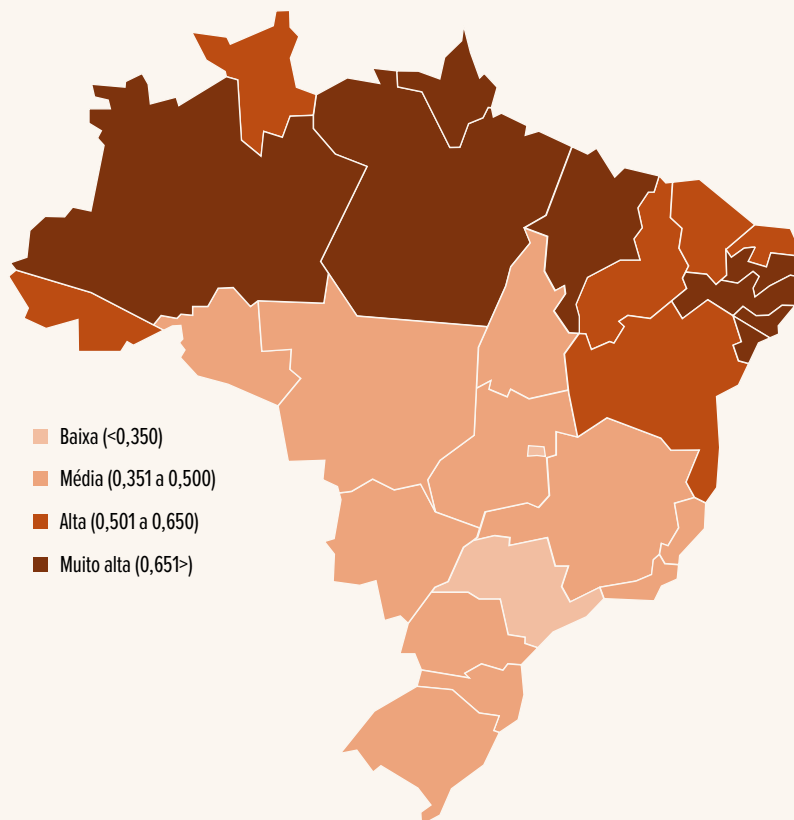 Baixa (<0,350)
Média (0,351 a 0,500)
Alta (0,501 a 0,650)
Muito alta (0,651>)